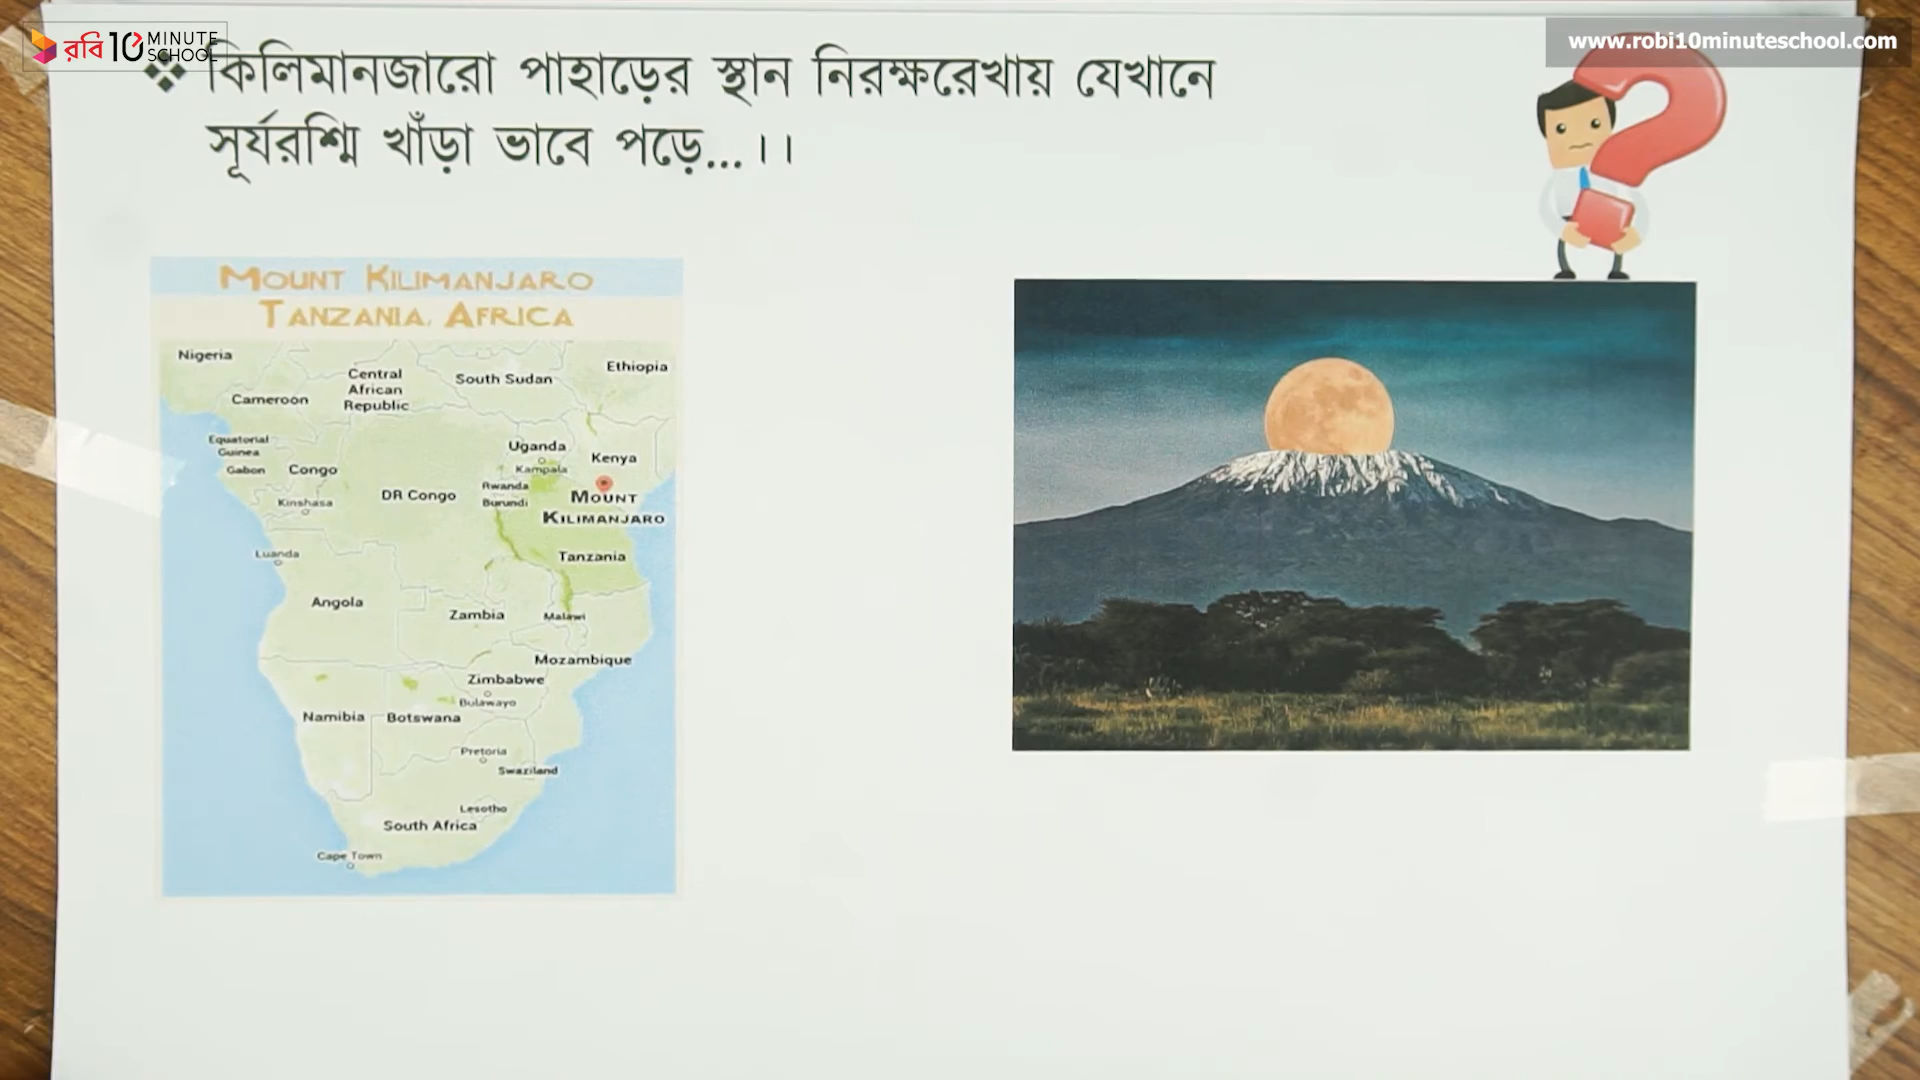 রবি 10 MINUTE SCHOOL
www.robi10minuteschool.com
❖ কিলিমানজারো পাহাড়ের স্থান নিরক্ষরেখায় যেখানে
সূর্যরশ্মি খাঁড়া ভাবে পড়ে...।।
MOUNT KILIMANJARO
TANZANIA, AFRICA
Nigeria
Ethiopia
Central
African
Republic
South Sudan
Cameroon
Equatorial
Guinea
Uganda
Kenya
Gabon
Congo
Kampala
Rwanda
DR Congo
MOUNT
KILIMANJARO
Kinshasa
Burundi
Luanda
Tanzania
Angola
Zambia
Malawi
Mozambique
Zimbabwe
Bulawayo
Namibia
Botswana
Pretoria
Swaziland
Lesotho
South Africa
Cape Town